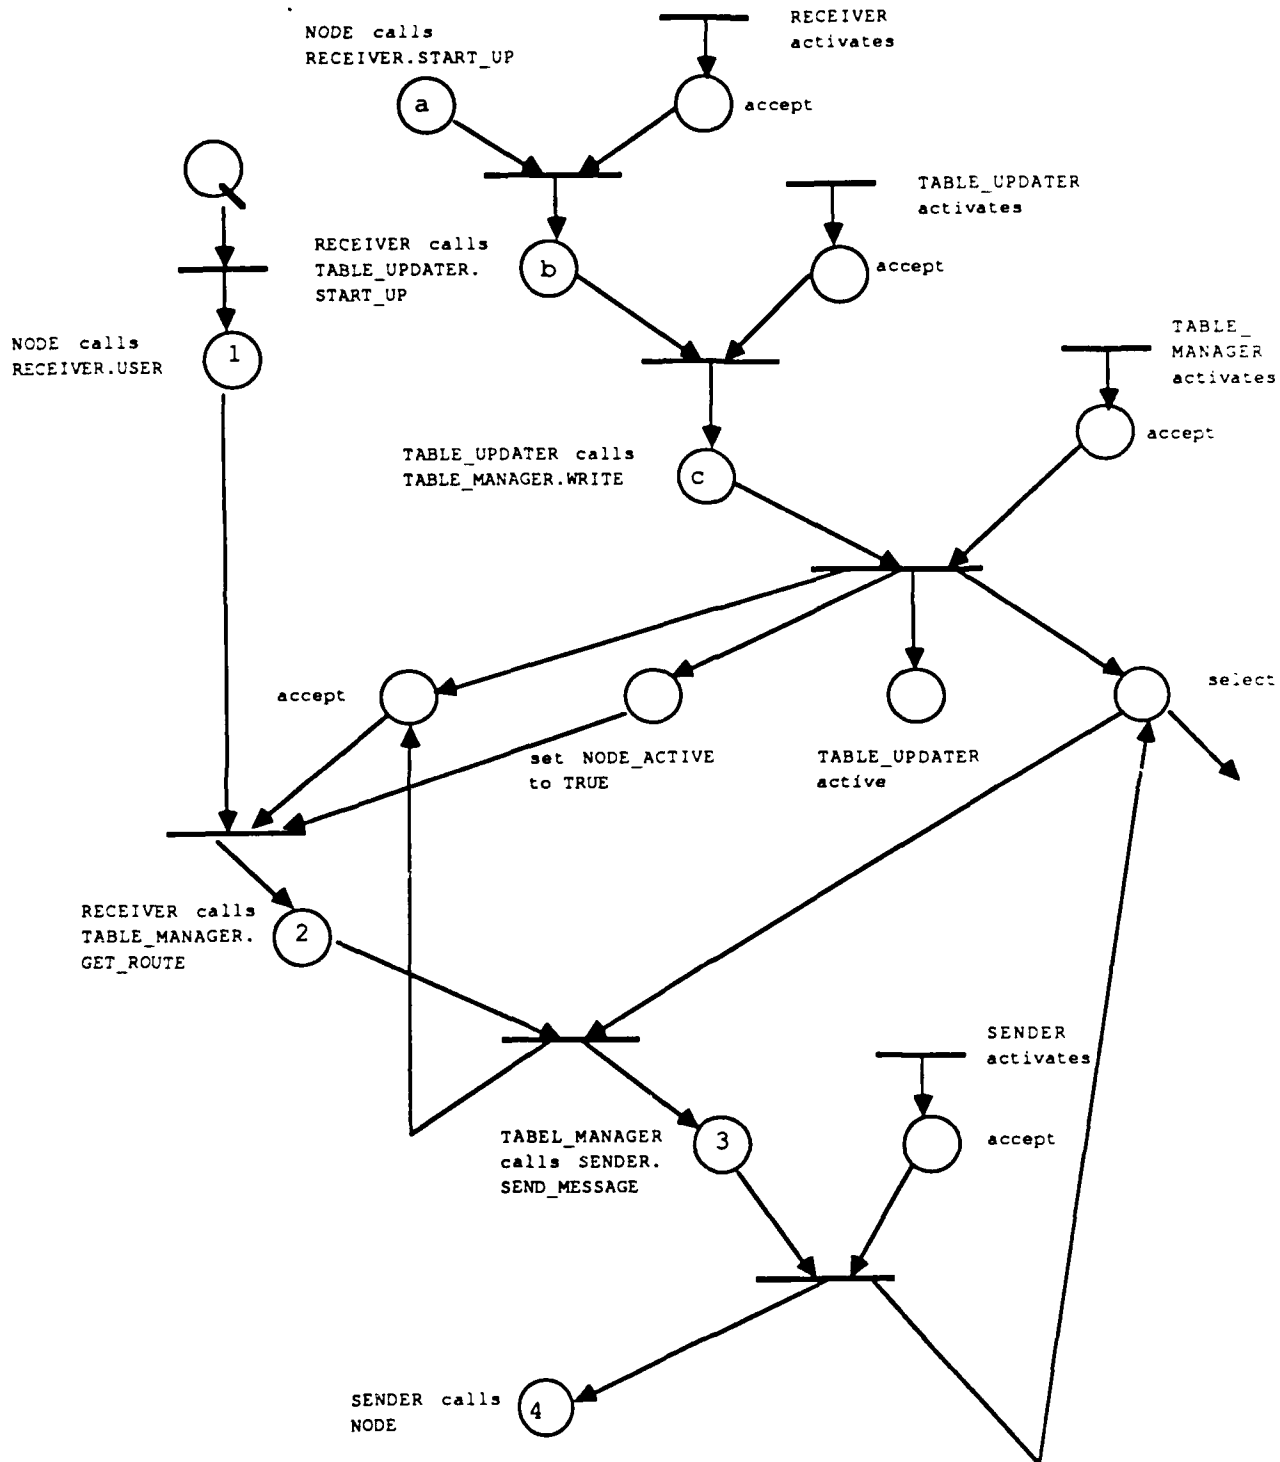 NODE calls
RECEIVER.START_UP
RECEIVER
activates
a
accept
TABLE_UPDATER
activates
RECEIVER calls
TABLE_UPDATER.
START_UP
b
accept
NODE calls
RECEIVER.USER
1
TABLE_
MANAGER
activates
accept
TABLE_UPDATER calls
TABLE_MANAGER.WRITE
c
accept
select
set NODE_ACTIVE
to TRUE
TABLE_UPDATER
active
RECEIVER calls
TABLE_MANAGER.
GET_ROUTE
2
SENDER
activates
TABEL_MANAGER
calls SENDER.
SEND_MESSAGE
3
accept
SENDER calls
NODE
4